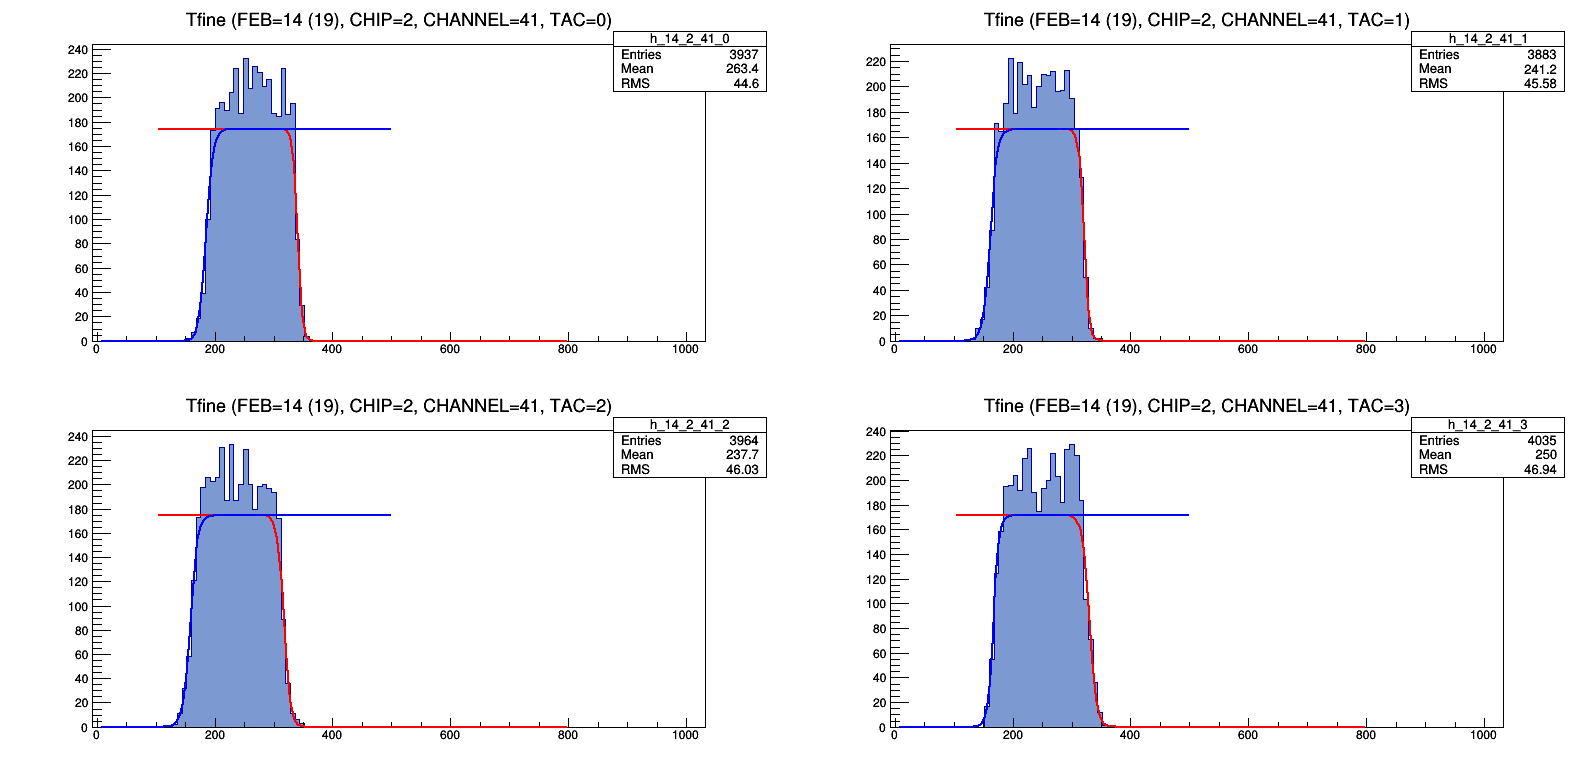 Tfine (FEB=14 (19), CHIP=2, CHANNEL=41, TAC=0)
h_14_2_41_0
Entries 3937
Mean 263.4
RMS 44.6
240
220
200
180
160
140
120
100
80
60
40
20
0
0 200 400 600 800 1000
Tfine (FEB=14 (19), CHIP=2, CHANNEL=41, TAC=1)
h_14_2_41_1
Entries 3883
Mean 241.2
RMS 45.58
220
200
180
160
140
120
100
80
60
40
20
0
0 200 400 600 800 1000
Tfine (FEB=14 (19), CHIP=2, CHANNEL=41, TAC=2)
h_14_2_41_2
Entries 3964
Mean 237.7
RMS 46.03
240
220
200
180
160
140
120
100
80
60
40
20
0
0 200 400 600 800 1000
Tfine (FEB=14 (19), CHIP=2, CHANNEL=41, TAC=3)
h_14_2_41_3
Entries 4035
Mean 250
RMS 46.94
240
220
200
180
160
140
120
100
80
60
40
20
0
0 200 400 600 800 1000